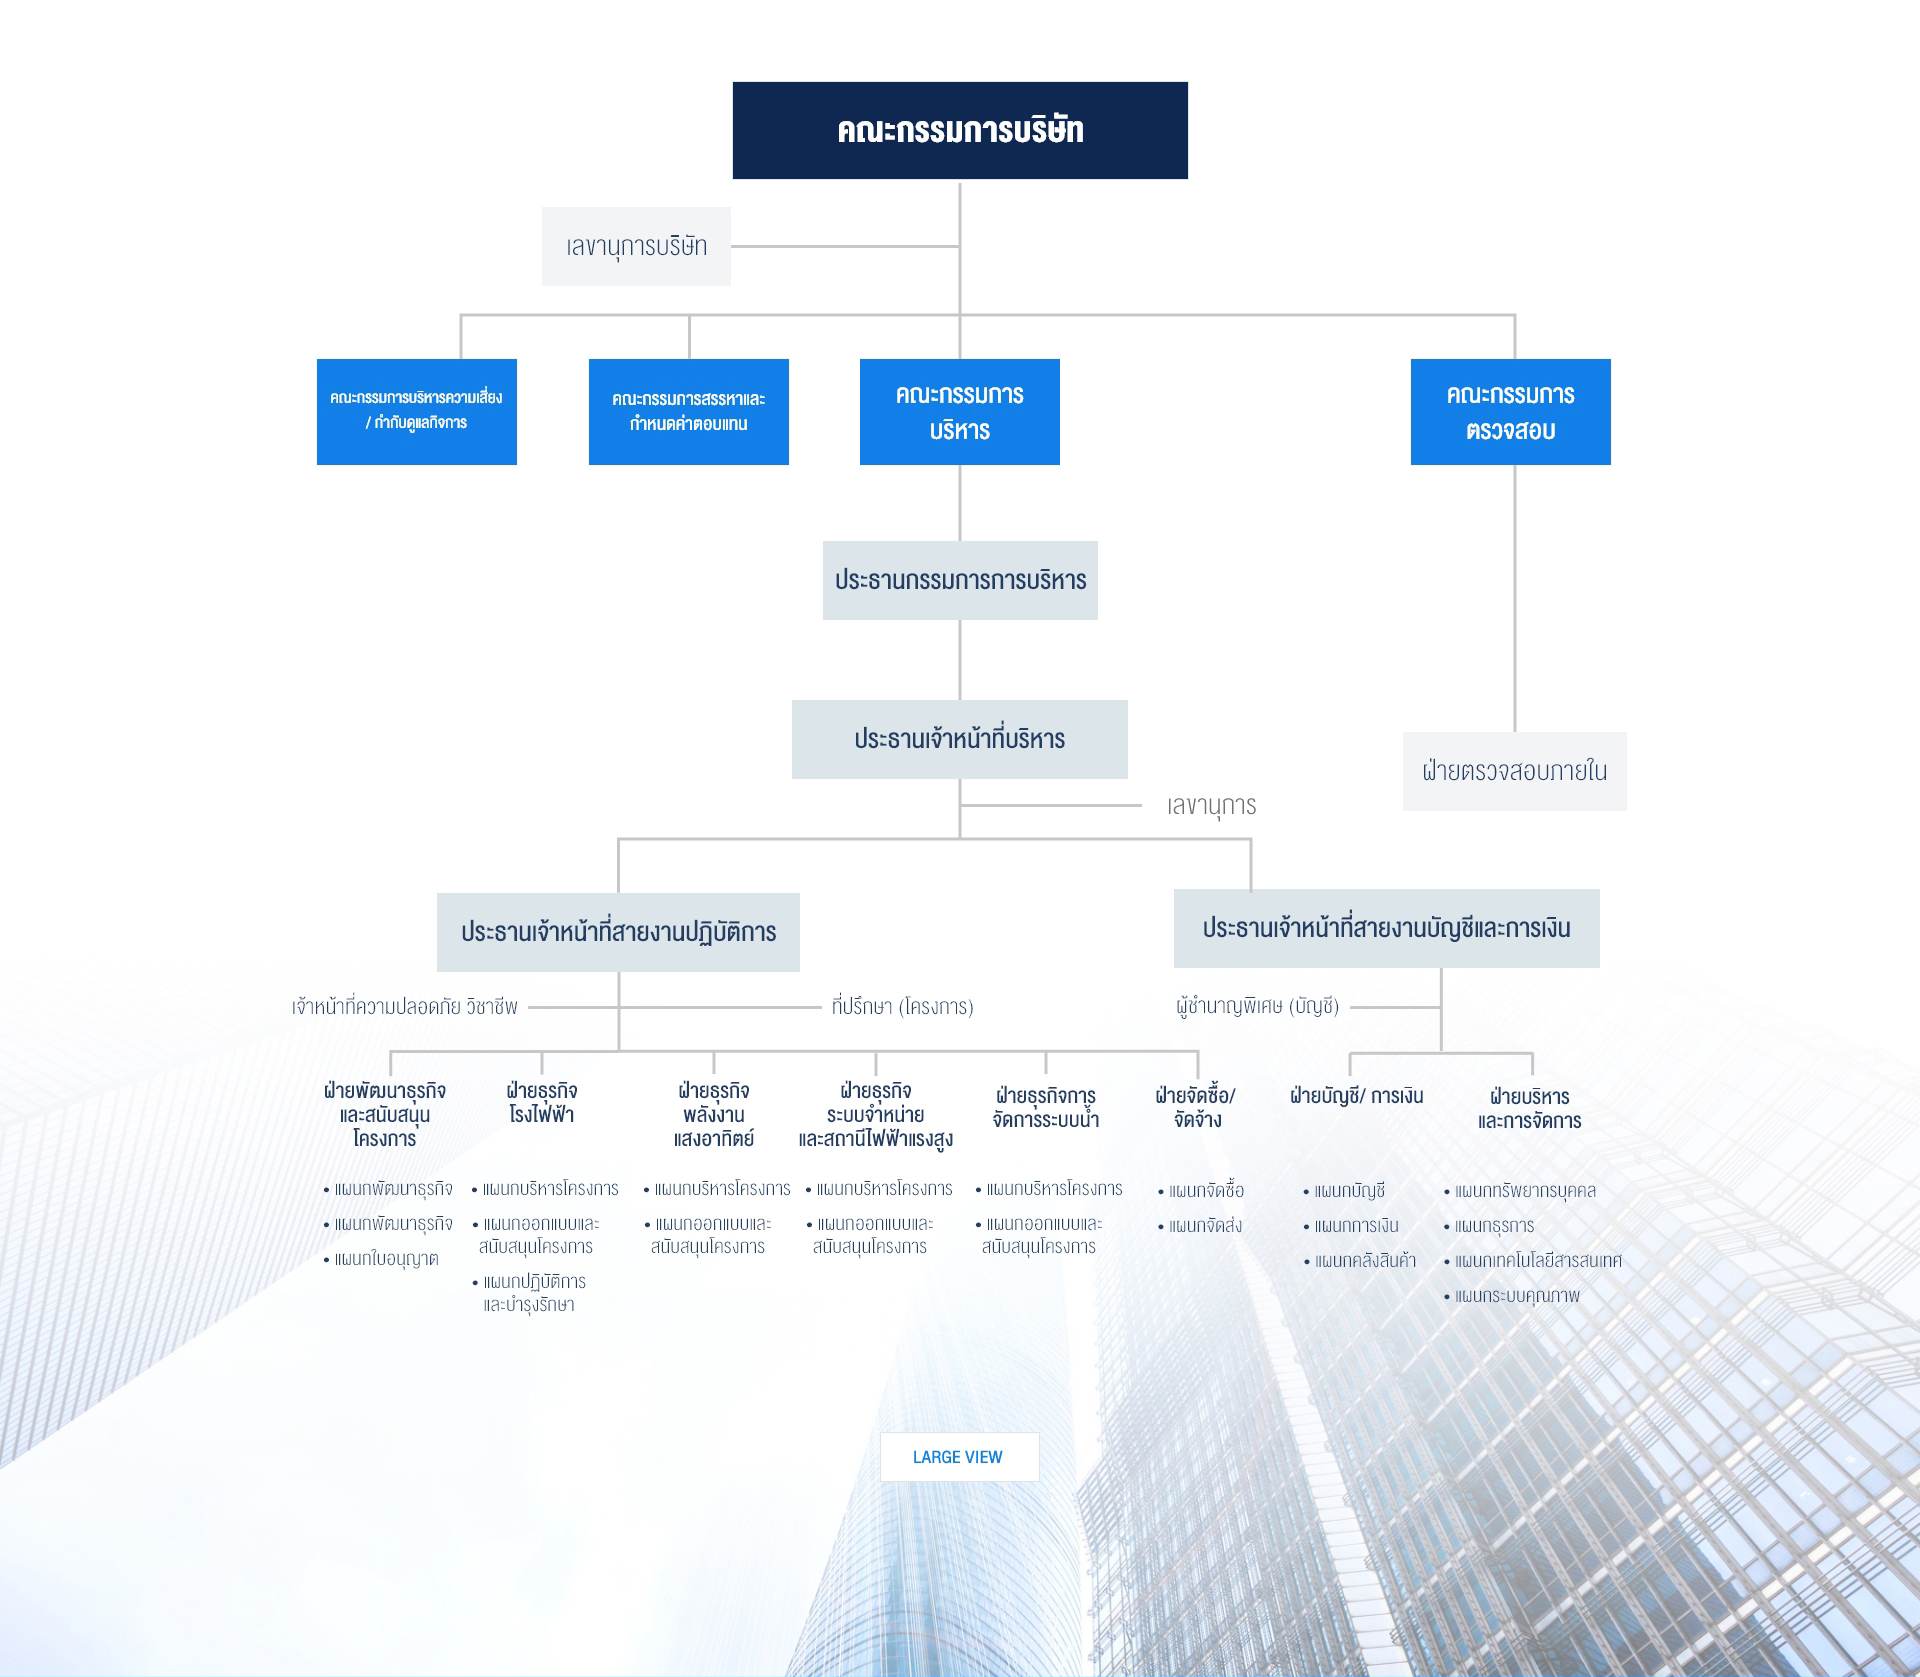 คณะกรรมการบริษัท
เลขานุการบริษัท
คณะกรรมการบริหารความเสี่ยง
/ กำกับดูแลกิจการ
คณะกรรมการสรรหาและ
กำหนดค่าตอบแทน
คณะกรรมการ
บริหาร
คณะกรรมการ
ตรวจสอบ
ประธานกรรมการการบริหาร
ประธานเจ้าหน้าที่บริหาร
ฝ่ายตรวจสอบภายใน
เลขานุการ
ประธานเจ้าหน้าที่สายงานปฏิบัติการ
ประธานเจ้าหน้าที่สายงานบัญชีและการเงิน
เจ้าหน้าที่ความปลอดภัย วิชาชีพ
ที่ปรึกษา (โครงการ)
ผู้ชำนาญพิเศษ (บัญชี)
ฝ่ายพัฒนาธุรกิจ
และสนับสนุน
โครงการ
• แผนกพัฒนาธุรกิจ
• แผนกพัฒนาธุรกิจ
• แผนกใบอนุญาต
ฝ่ายธุรกิจ
โรงไฟฟ้า
• แผนกบริหารโครงการ
• แผนกออกแบบและ
สนับสนุนโครงการ
• แผนกปฏิบัติการ
และบำรุงรักษา
ฝ่ายธุรกิจ
พลังงาน
แสงอาทิตย์
• แผนกบริหารโครงการ
• แผนกออกแบบและ
สนับสนุนโครงการ
ฝ่ายธุรกิจ
ระบบจำหน่าย
และสถานีไฟฟ้าแรงสูง
• แผนกบริหารโครงการ
• แผนกออกแบบและ
สนับสนุนโครงการ
ฝ่ายธุรกิจการ
จัดการระบบน้ำ
• แผนกบริหารโครงการ
• แผนกออกแบบและ
สนับสนุนโครงการ
ฝ่ายจัดซื้อ/
จัดจ้าง
• แผนกจัดซื้อ
• แผนกจัดส่ง
ฝ่ายบัญชี/ การเงิน
• แผนกบัญชี
• แผนกการเงิน
• แผนกคลังสินค้า
ฝ่ายบริหาร
และการจัดการ
• แผนกทรัพยากรบุคคล
• แผนกธุรการ
• แผนกเทคโนโลยีสารสนเทศ
• แผนกระบบคุณภาพ
LARGE VIEW